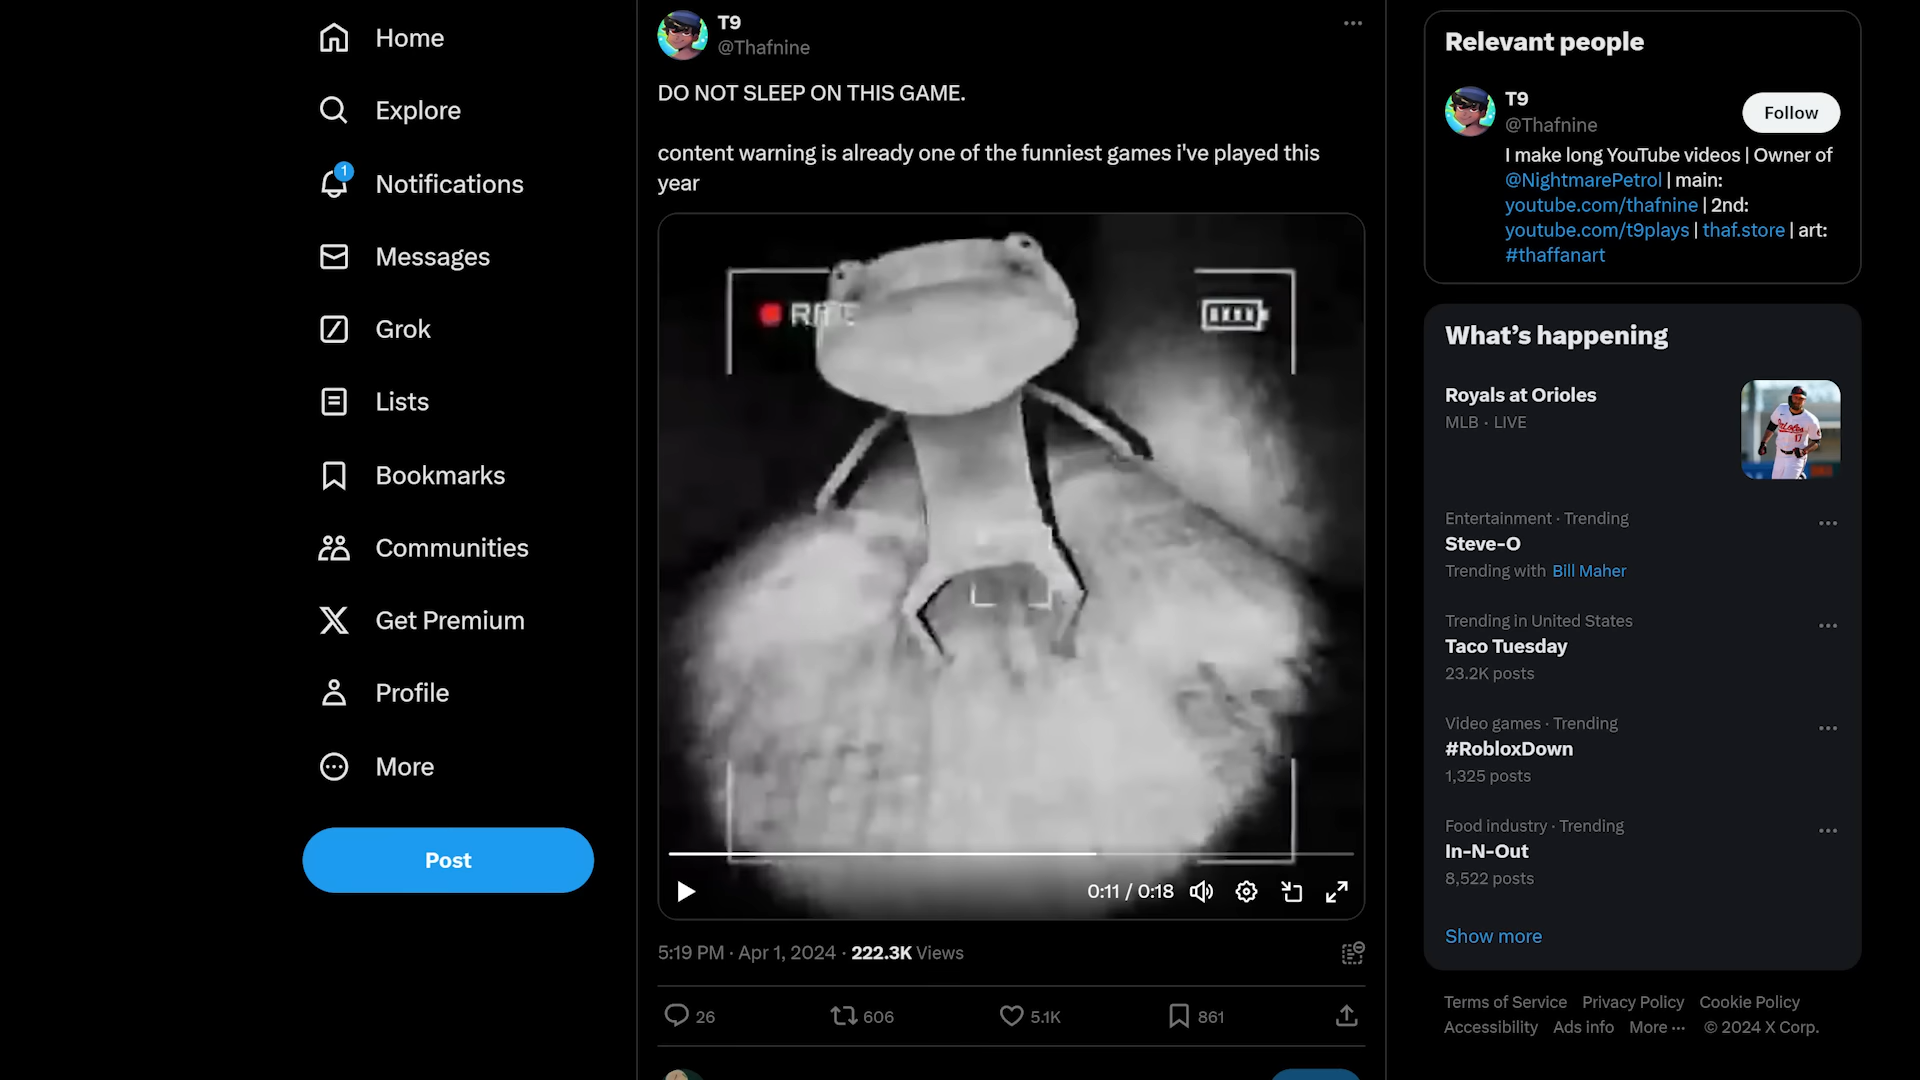 Home
Explore
1
Notifications
Messages
Grok
Lists
Bookmarks
Communities
Get Premium
Profile
More
Post
T9
@Thafnine
DO NOT SLEEP ON THIS GAME.
content warning is already one of the funniest games i've played this
year
0:11 / 0:18
5:19 PM · Apr 1, 2024 · 222.3K Views
26
606
5.1K
861
Relevant people
T9
@Thafnine
Follow
I make long YouTube videos | Owner of
@NightmarePetrol | main:
youtube.com/thafnine | 2nd:
youtube.com/t9plays | thaf.store | art:
#thaffanart
What's happening
Royals at Orioles
MLB · LIVE
Entertainment · Trending
Steve-O
Trending with Bill Maher
Trending in United States
Taco Tuesday
23.2K posts
Video games · Trending
#RobloxDown
1,325 posts
Food industry · Trending
In-N-Out
8,522 posts
Show more
Terms of Service Privacy Policy Cookie Policy
Accessibility Ads info More ··· © 2024 X Corp.